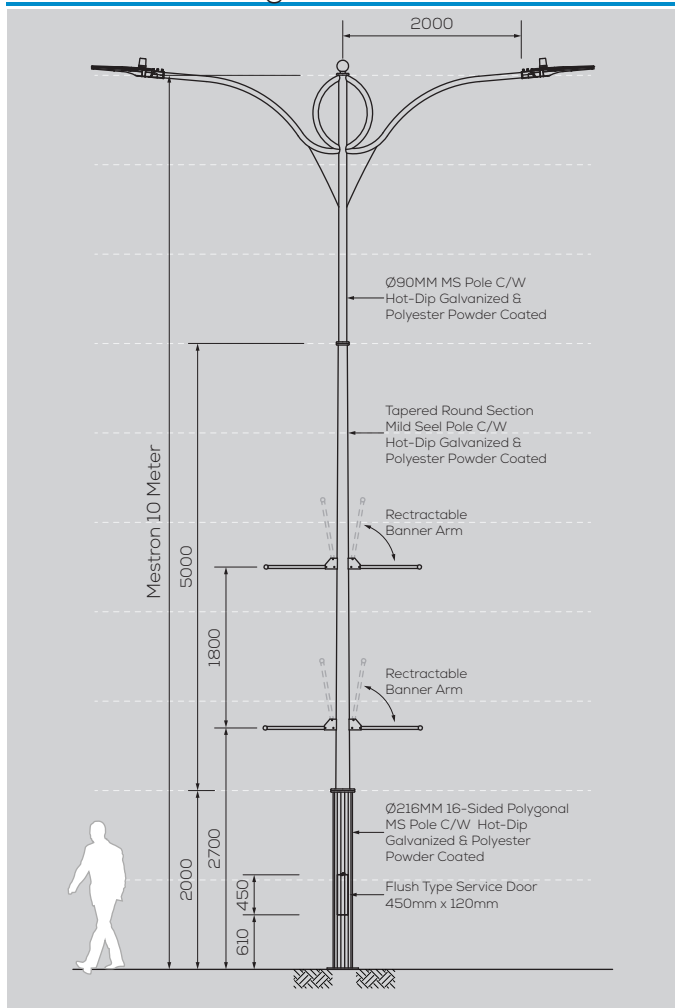 2000
Ø90MM MS Pole C/W
Hot-Dip Galvanized &
Polyester Powder Coated
Tapered Round Section
Mild Seel Pole C/W
Hot-Dip Galvanized &
Polyester Powder Coated
Mestron 10 Meter
5000
Rectractable
Banner Arm
1800
Rectractable
Banner Arm
Ø216MM 16-Sided Polygonal
MS Pole C/W Hot-Dip
Galvanized & Polyester
Powder Coated
2000
2700
450
Flush Type Service Door
450mm x 120mm
610